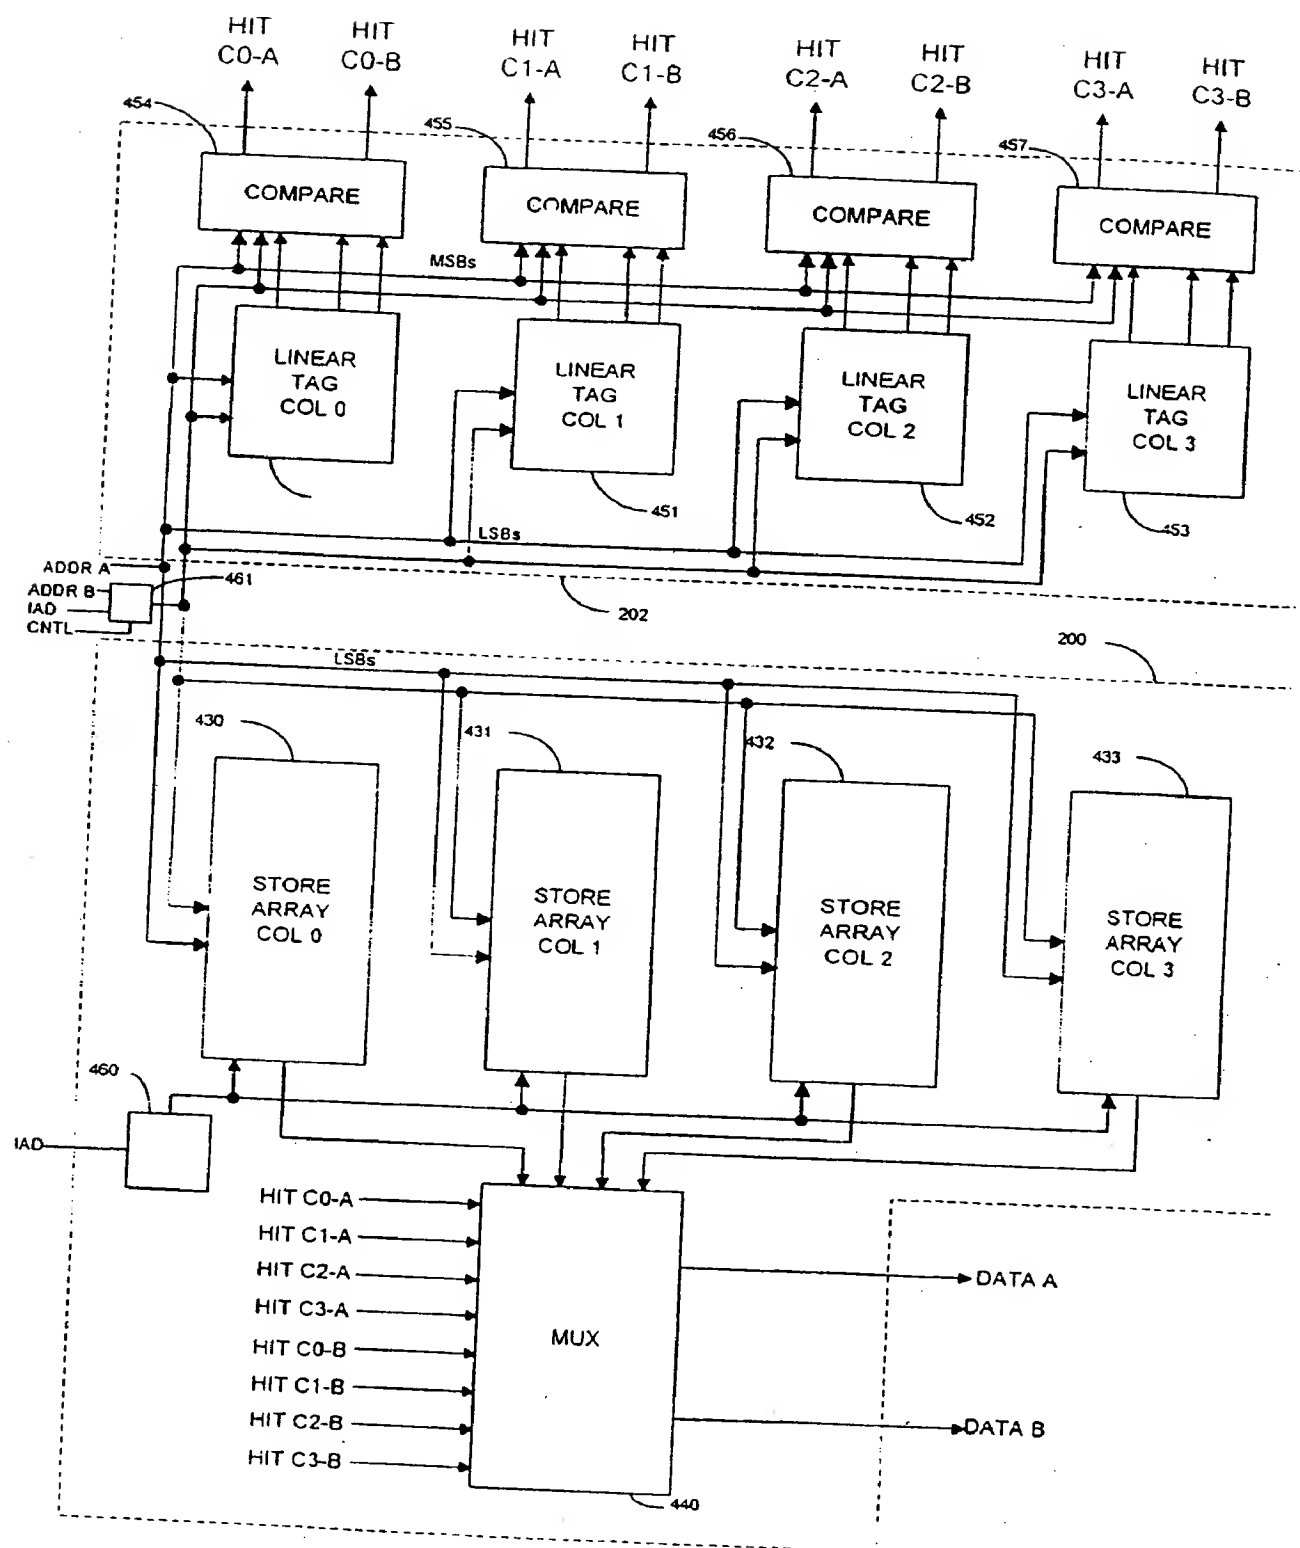 HIT
C0-A
HIT
C0-B
HIT
C1-A
HIT
C1-B
HIT
C2-A
HIT
C2-B
HIT
C3-A
HIT
C3-B
454
455
456
457
COMPARE
COMPARE
COMPARE
COMPARE
MSBs
LINEAR
TAG
COL 0
LINEAR
TAG
COL 1
LINEAR
TAG
COL 2
LINEAR
TAG
COL 3
451
452
453
LSBs
ADDR A
ADDR B
IAD
CNTL
461
202
200
LSBs
430
431
432
433
STORE
ARRAY
COL 0
STORE
ARRAY
COL 1
STORE
ARRAY
COL 2
STORE
ARRAY
COL 3
460
IAD
HIT C0-A
HIT C1-A
HIT C2-A
HIT C3-A
HIT C0-B
HIT C1-B
HIT C2-B
HIT C3-B
MUX
DATA A
DATA B
440